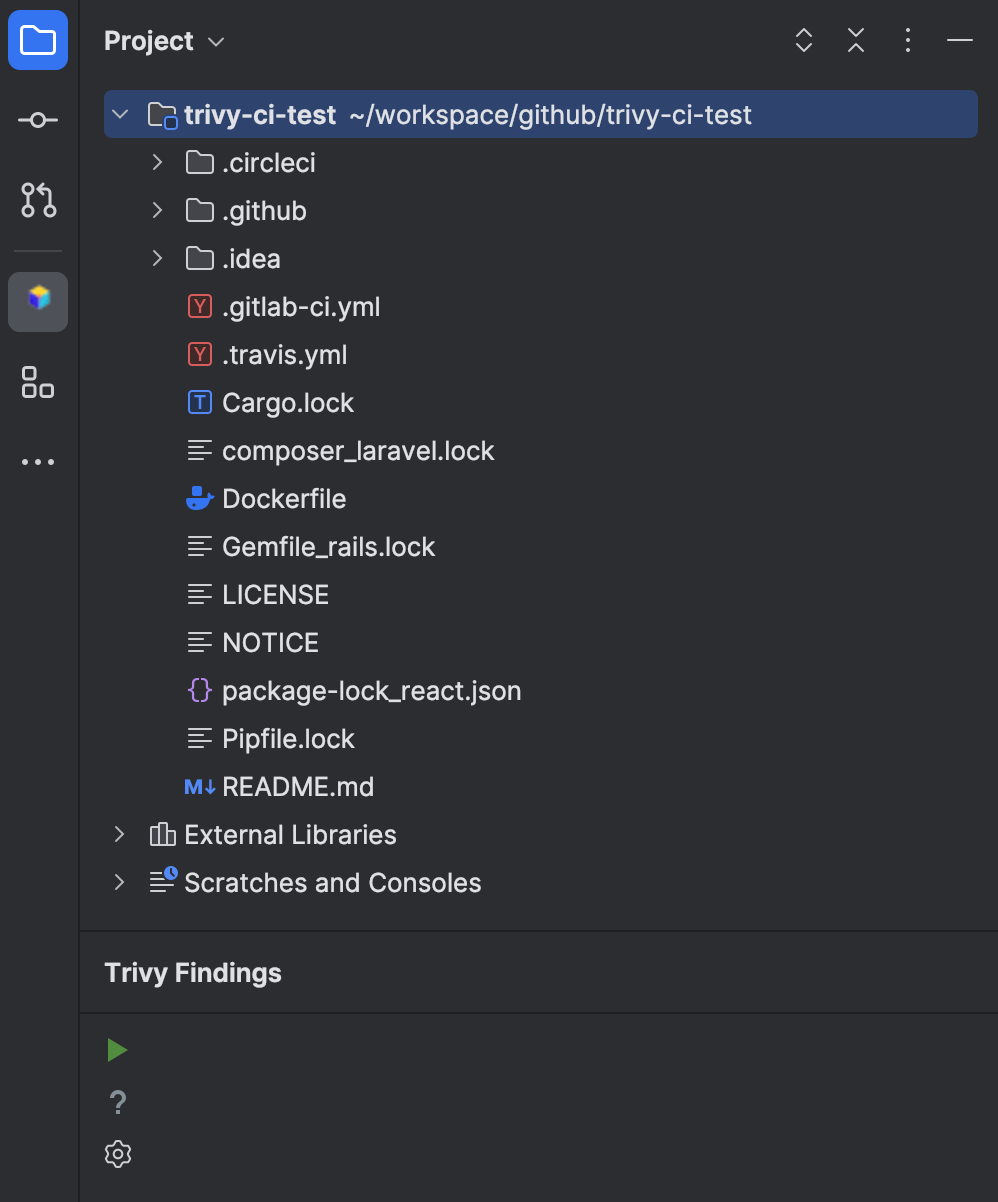 Project
trivy-ci-test ~/workspace/github/trivy-ci-test
.circleci
.github
.idea
.gitlab-ci.yml
.travis.yml
Cargo.lock
composer_laravel.lock
Dockerfile
Gemfile_rails.lock
LICENSE
NOTICE
package-lock_react.json
Pipfile.lock
README.md
External Libraries
Scratches and Consoles
Trivy Findings